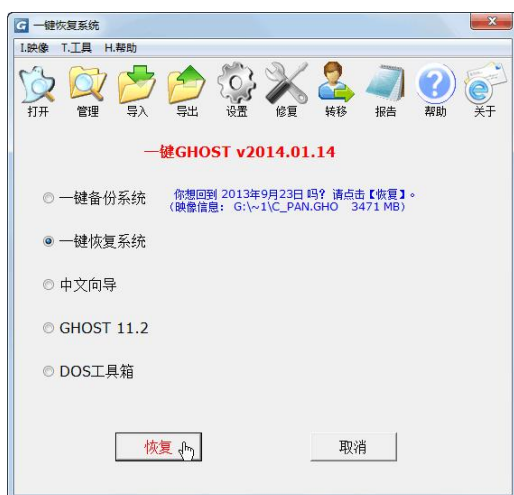 一键恢复系统
I.映像 T.工具 H.帮助
打开 管理 导入 导出 设置 修复 转移 报告 帮助 关于
一键GHOST v2014.01.14
一键备份系统 你想回到 2013年9月23日 吗? 请点击【恢复】。
(映像信息: G:\~1\C_PAN.GHO 3471 MB)
一键恢复系统
中文向导
GHOST 11.2
DOS工具箱
恢复 取消